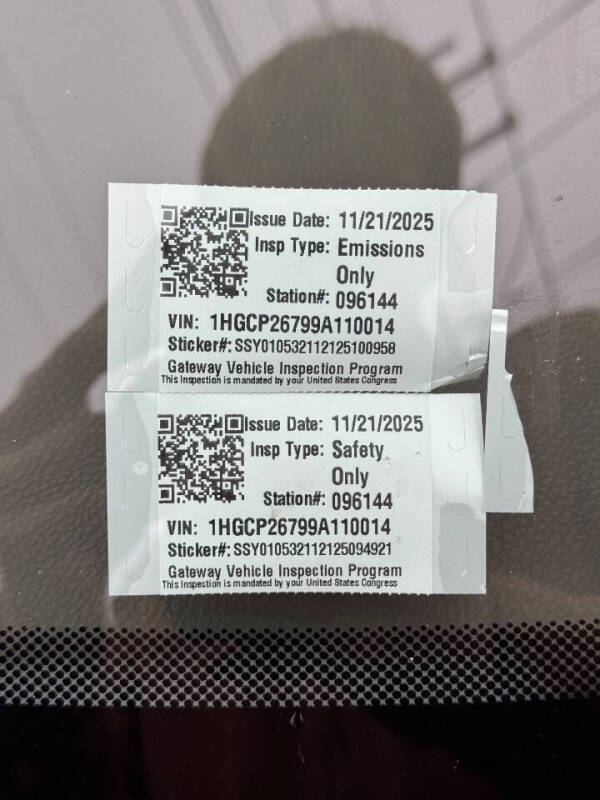 Issue Date: 11/21/2025
Insp Type: Emissions
Only
Station#: 096144
VIN: 1HGCP26799A110014
Sticker#: SSY010532112125100958
Gateway Vehicle Inspection Program
This Inspection is mandated by your United States Congress
Issue Date: 11/21/2025
Insp Type: Safety
Only
Station#: 096144
VIN: 1HGCP26799A110014
Sticker#: SSY010532112125094921
Gateway Vehicle Inspection Program
This Inspection is mandated by your United States Congress